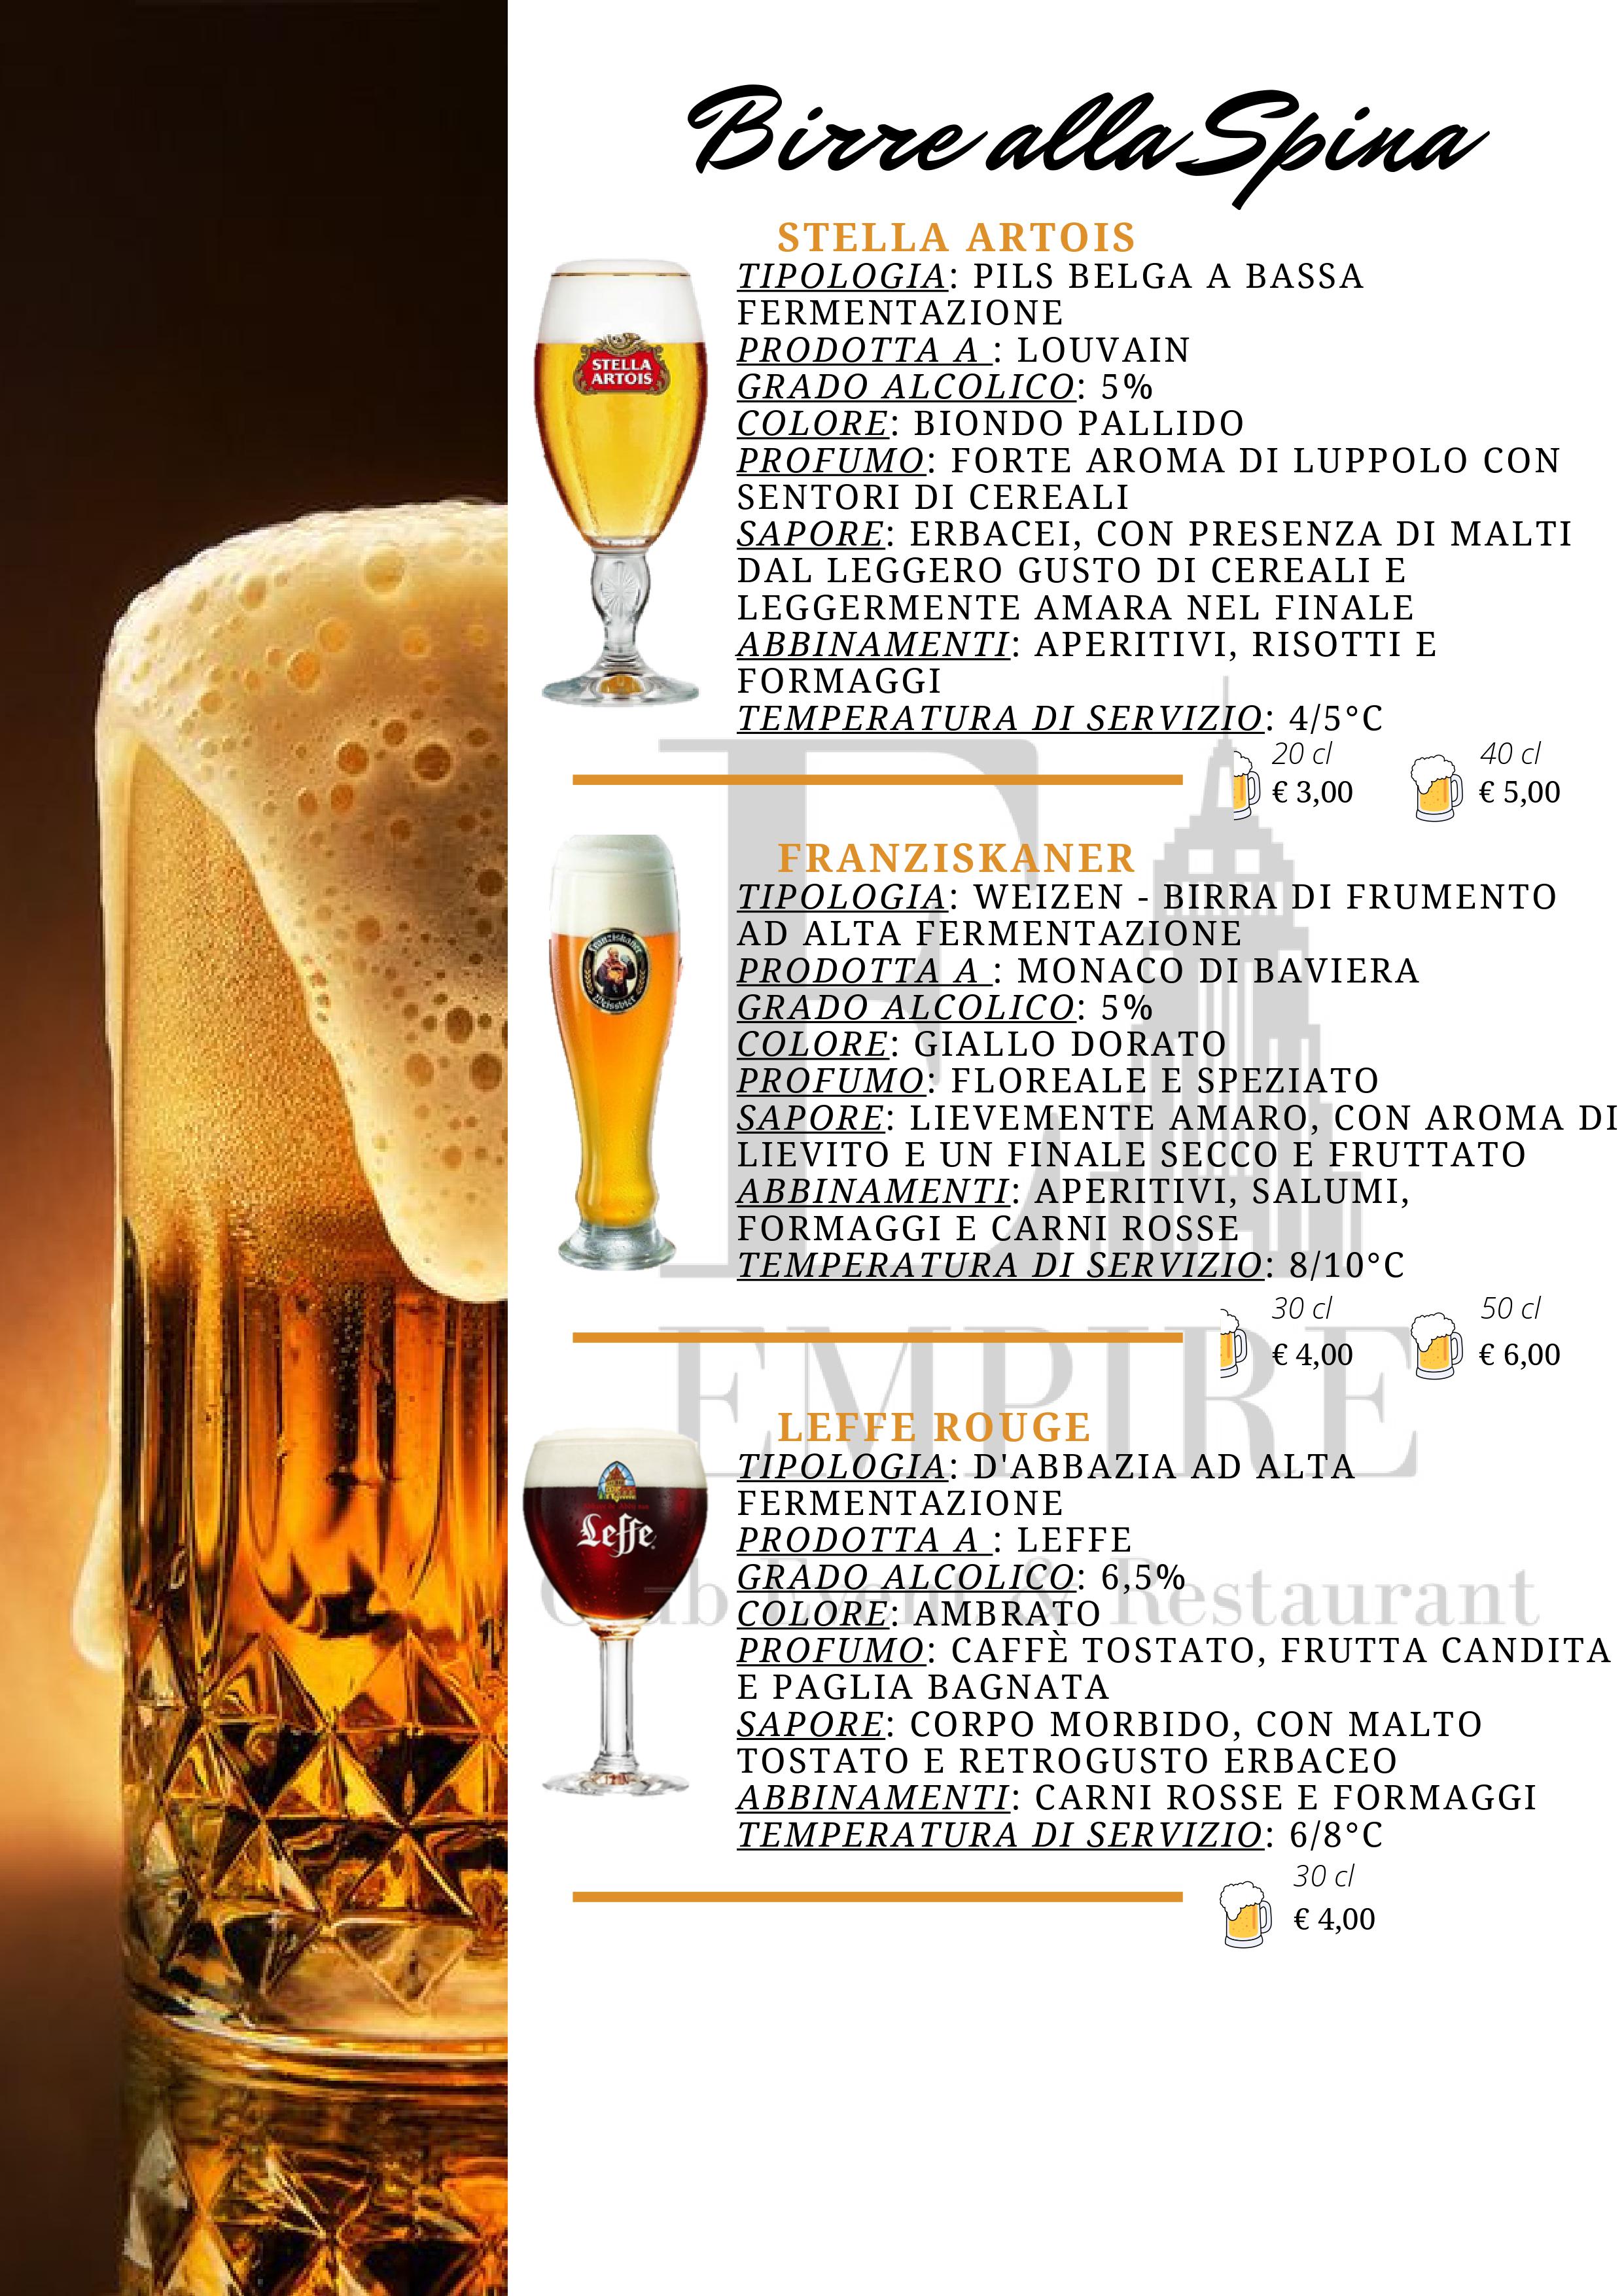 Birre alla Spina
STELLA ARTOIS
TIPOLOGIA: PILS BELGA A BASSA
FERMENTAZIONE
PRODOTTA A : LOUVAIN
GRADO ALCOLICO: 5%
COLORE: BIONDO PALLIDO
PROFUMO: FORTE AROMA DI LUPPOLO CON
SENTORI DI CEREALI
SAPORE: ERBACEI, CON PRESENZA DI MALTI
DAL LEGGERO GUSTO DI CEREALI E
LEGGERMENTE AMARA NEL FINALE
ABBINAMENTI: APERITIVI, RISOTTI E
FORMAGGI
TEMPERATURA DI SERVIZIO: 4/5°C
STELLA
ARTOIS
20 cl
€ 3,00
40 cl
€ 5,00
FRANZISKANER
TIPOLOGIA: WEIZEN - BIRRA DI FRUMENTO
AD ALTA FERMENTAZIONE
PRODOTTA A : MONACO DI BAVIERA
GRADO ALCOLICO: 5%
COLORE: GIALLO DORATO
PROFUMO: FLOREALE E SPEZIATO
SAPORE: LIEVEMENTE AMARO, CON AROMA DI
LIEVITO E UN FINALE SECCO E FRUTTATO
ABBINAMENTI: APERITIVI, SALUMI,
FORMAGGI E CARNI ROSSE
TEMPERATURA DI SERVIZIO: 8/10°C
Franziskaner
Weissbier
30 cl
€ 4,00
50 cl
€ 6,00
E
EMPIRE
LEFFE ROUGE
TIPOLOGIA: D'ABBAZIA AD ALTA
FERMENTAZIONE
PRODOTTA A : LEFFE
GRADO ALCOLICO: 6,5%
COLORE: AMBRATO
PROFUMO: CAFFÈ TOSTATO, FRUTTA CANDITA
E PAGLIA BAGNATA
SAPORE: CORPO MORBIDO, CON MALTO
TOSTATO E RETROGUSTO ERBACEO
ABBINAMENTI: CARNI ROSSE E FORMAGGI
TEMPERATURA DI SERVIZIO: 6/8°C
Leffe
Event & Restaurant
30 cl
€ 4,00